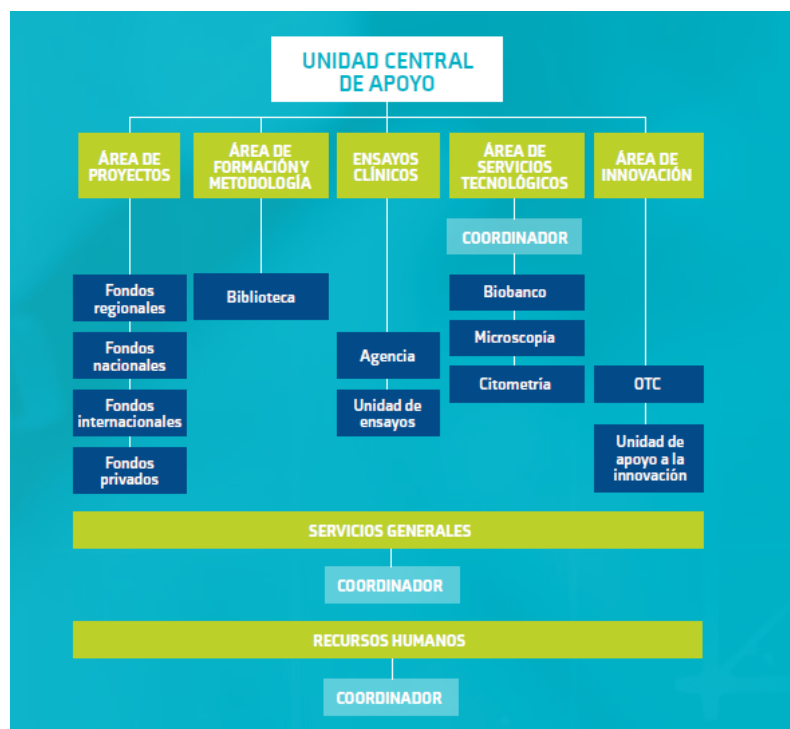 UNIDAD CENTRAL
DE APOYO
ÁREA DE
PROYECTOS
ÁREA DE
FORMACIÓN Y
METODOLOGÍA
ENSAYOS
CLÍNICOS
ÁREA DE
SERVICIOS
TECNOLÓGICOS
ÁREA DE
INNOVACIÓN
COORDINADOR
Fondos
regionales
Fondos
nacionales
Fondos
internacionales
Fondos
privados
Biblioteca
Agencia
Unidad de
ensayos
Biobanco
Microscopía
Citometría
OTC
Unidad de
apoyo a la
innovación
SERVICIOS GENERALES
COORDINADOR
RECURSOS HUMANOS
COORDINADOR